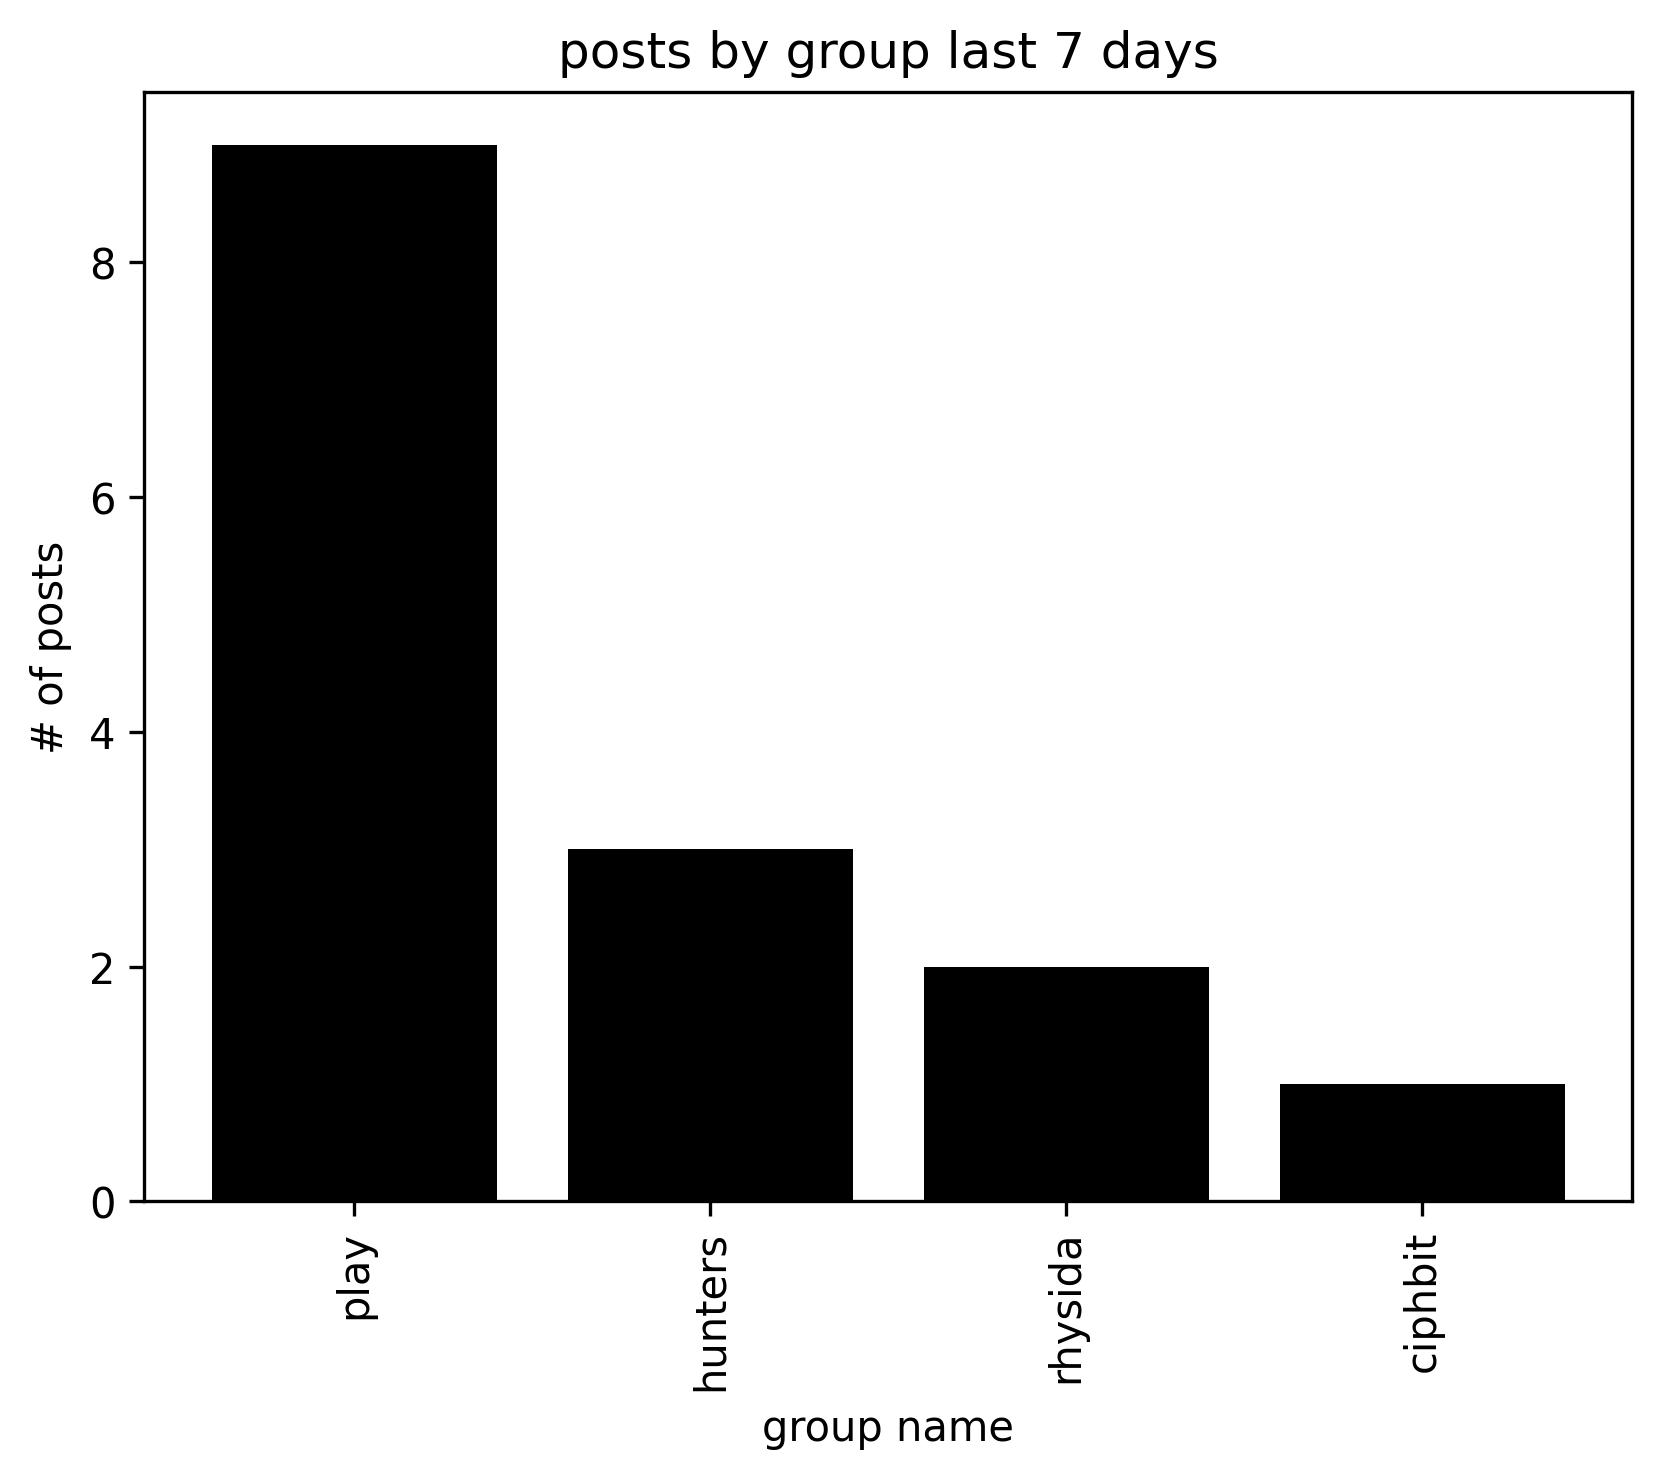 posts by group last 7 days
# of posts
8
6
4
2
0
play
hunters
rhysida
ciphbit
group name